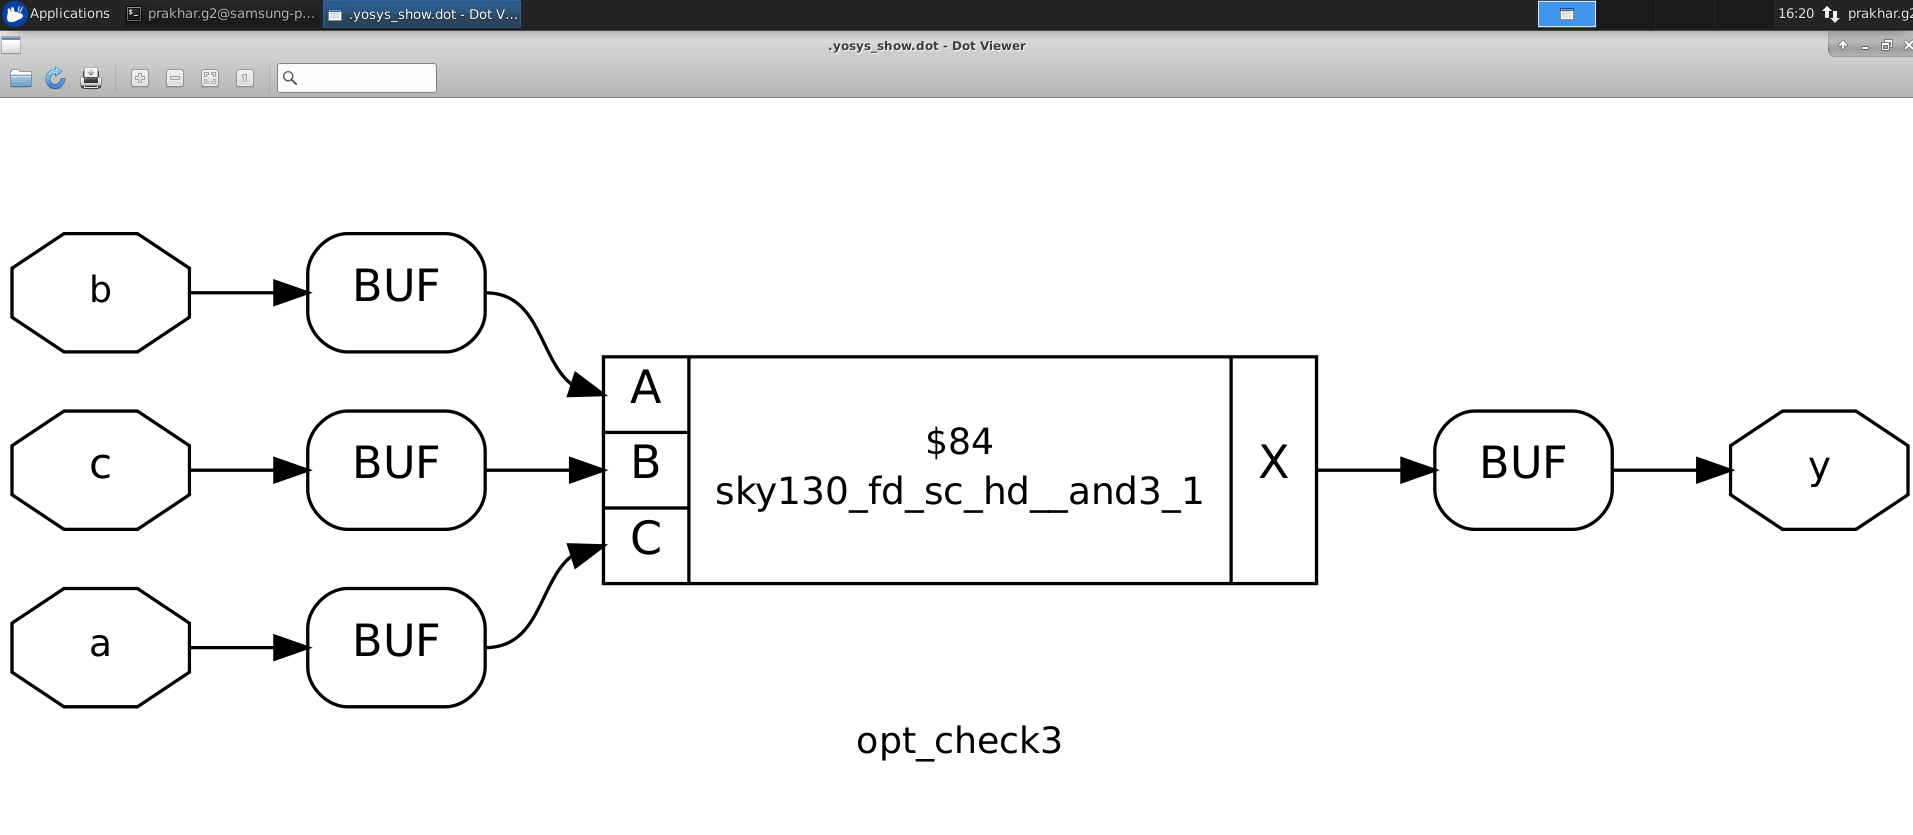 Applications
prakhar.g2@samsung-p...
.yosys_show.dot - Dot V...
16:20
prakhar.g2
.yosys_show.dot - Dot Viewer
b
BUF
A
c
BUF
B
$84
sky130_fd_sc_hd__and3_1
X
BUF
y
C
a
BUF
opt_check3